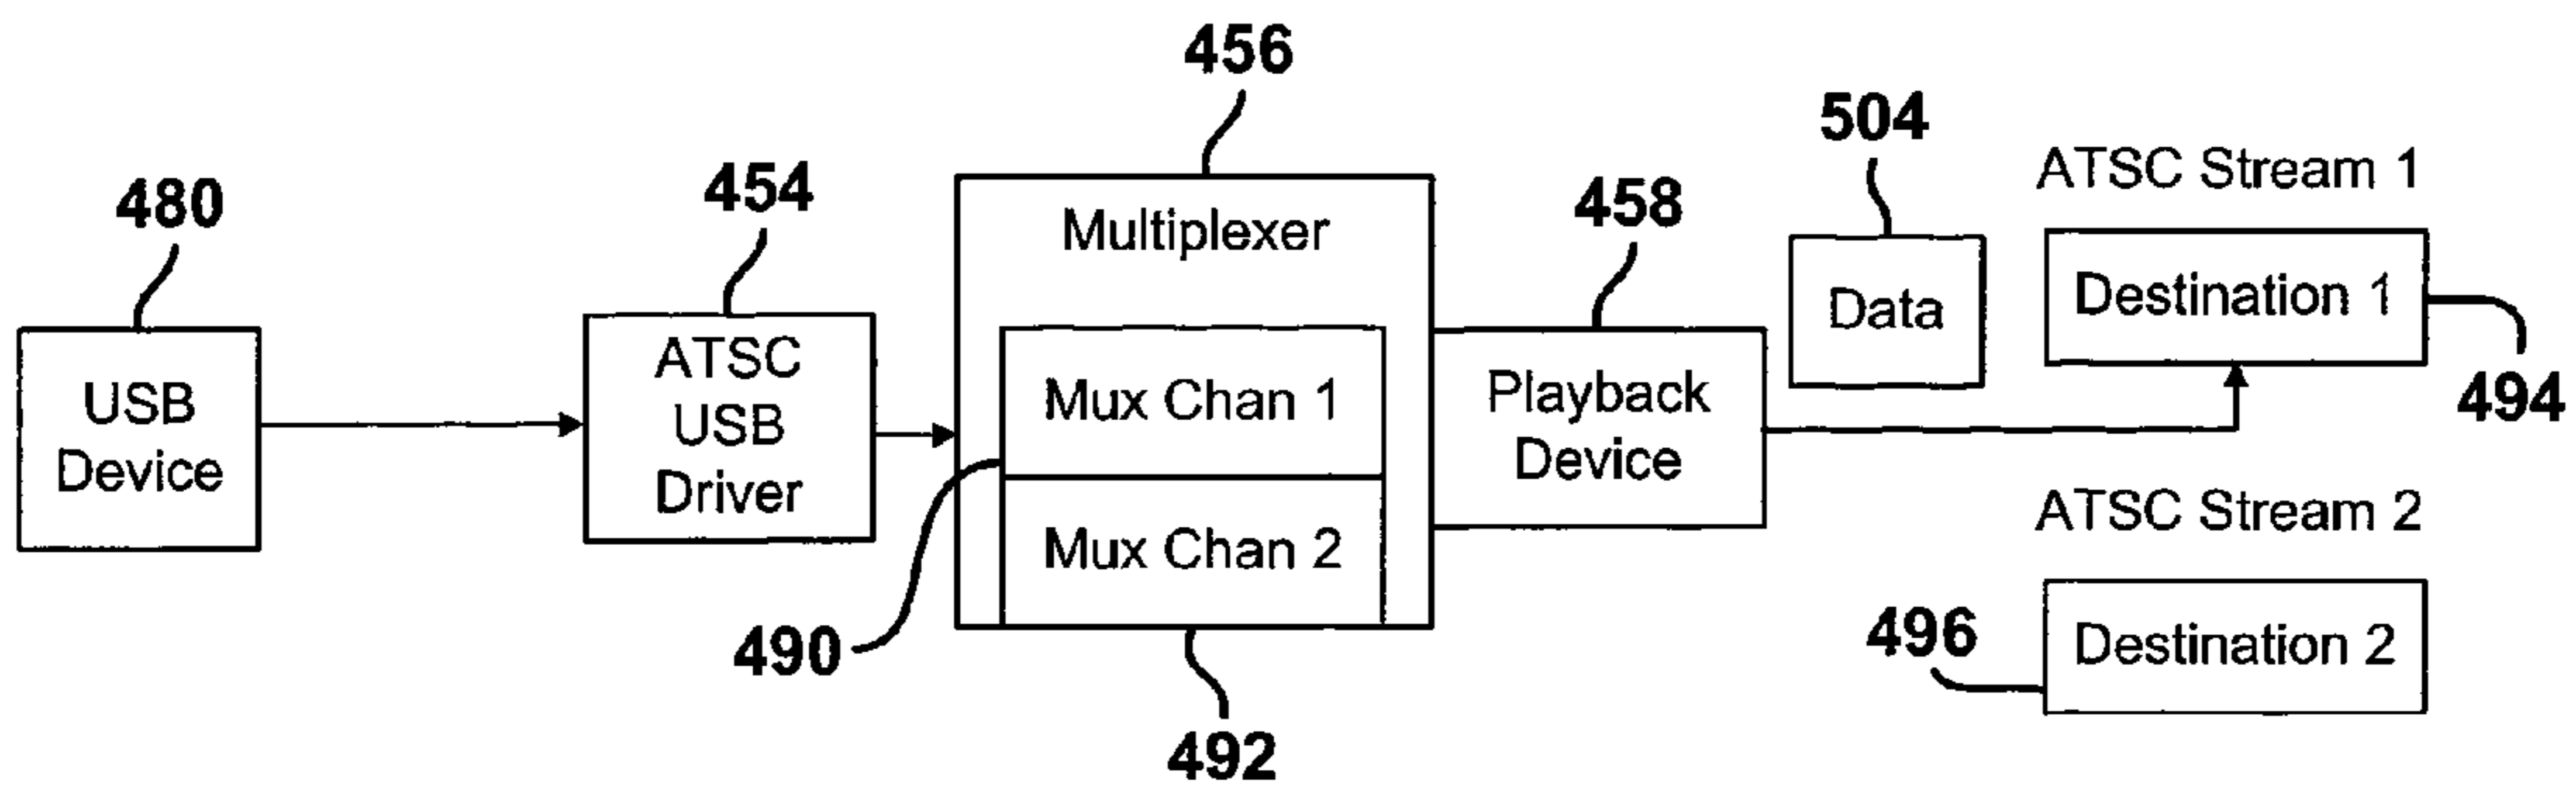 456
504
ATSC Stream 1
454
480
458
Multiplexer
Destination 1
Data
ATSC
USB
Driver
USB
Device
Mux Chan 1
Playback
Device
494
ATSC Stream 2
Mux Chan 2
490
496
Destination 2
492